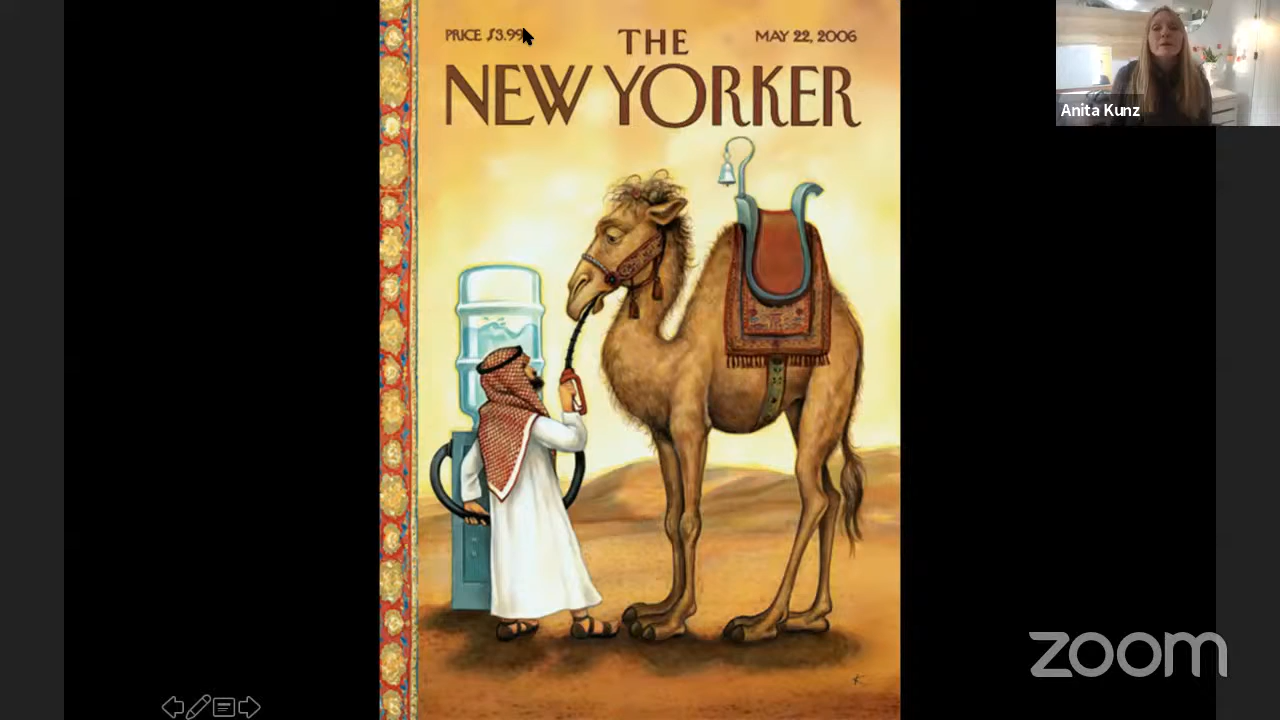 PRICE $3.99
THE
MAY 22, 2006
NEW YORKER
Anita Kunz
K
zoom